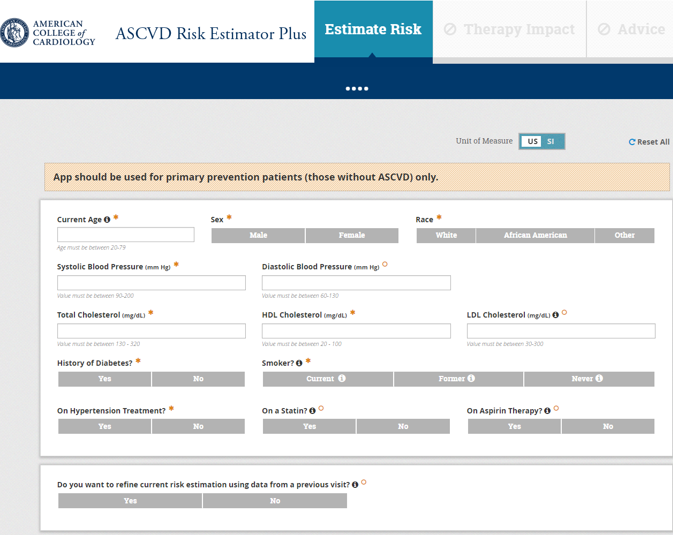 AMERICAN
COLLEGE of
CARDIOLOGY
ASCVD Risk Estimator Plus
Estimate Risk
Therapy Impact
Advice
Unit of Measure US SI
Reset All
App should be used for primary prevention patients (those without ASCVD) only.
Current Age * Sex * Race *
Male Female White African American Other
Age must be between 20-79
Systolic Blood Pressure (mm Hg) * Diastolic Blood Pressure (mm Hg)
Value must be between 90-200 Value must be between 60-130
Total Cholesterol (mg/dL) * HDL Cholesterol (mg/dL) * LDL Cholesterol (mg/dL)
Value must be between 130 - 320 Value must be between 20 - 100 Value must be between 30-300
History of Diabetes? * Smoker? *
Yes No Current Former Never
On Hypertension Treatment? * On a Statin? On Aspirin Therapy?
Yes No Yes No Yes No
Do you want to refine current risk estimation using data from a previous visit?
Yes No